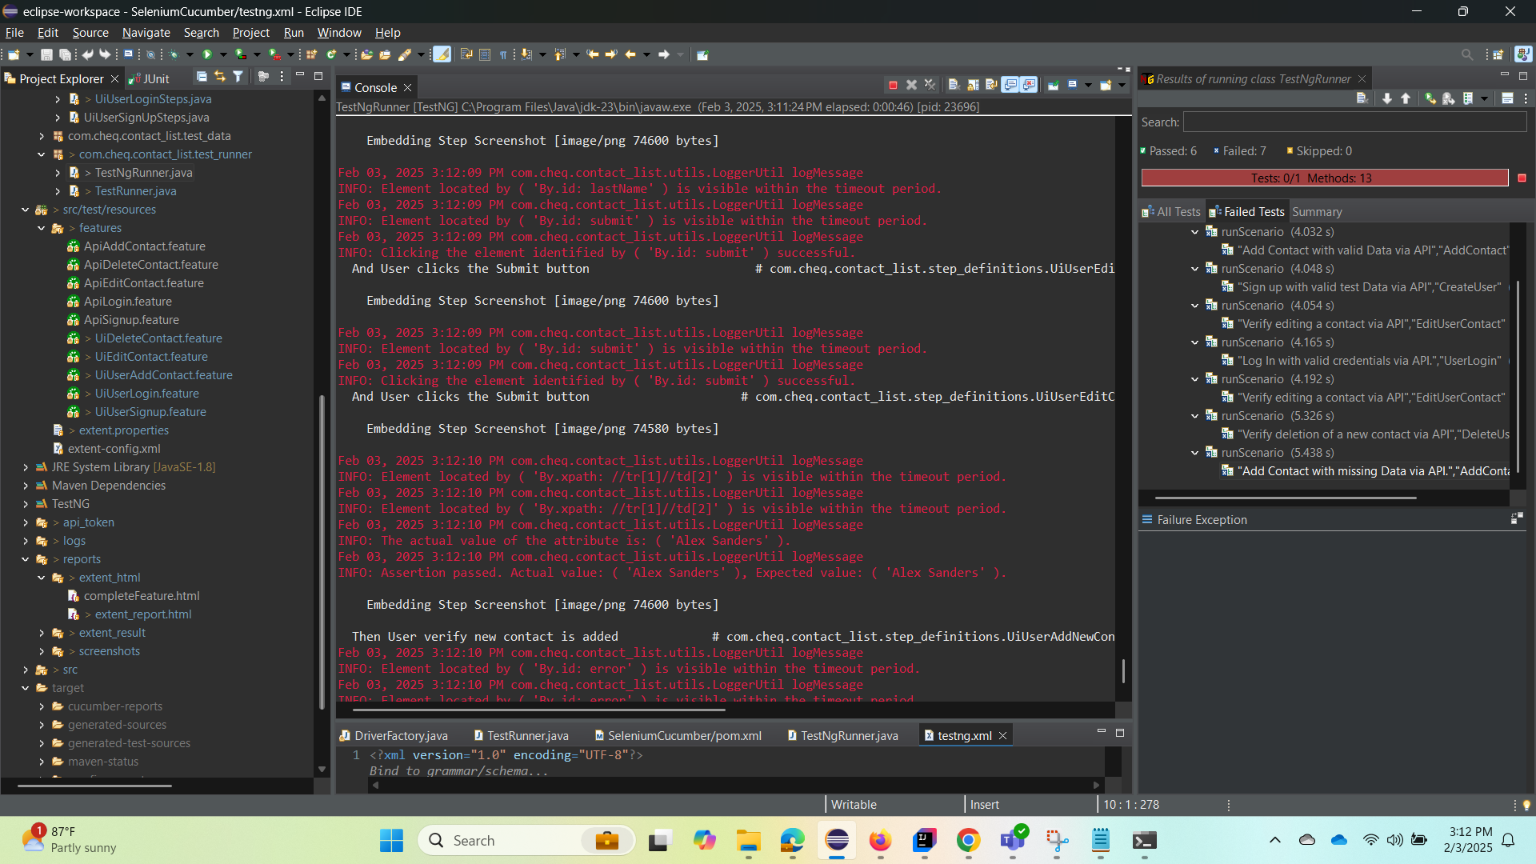 eclipse-workspace - SeleniumCucumber/testng.xml - Eclipse IDE
File Edit Source Navigate Search Project Run Window Help
Project Explorer JUnit
> UiUserLoginSteps.java
UiUserSignUpSteps.java
com.cheq.contact_list.test_data
> com.cheq.contact_list.test_runner
> TestNgRunner.java
> TestRunner.java
> src/test/resources
> features
ApiAddContact.feature
ApiDeleteContact.feature
ApiEditContact.feature
ApiLogin.feature
ApiSignup.feature
> UiDeleteContact.feature
> UiEditContact.feature
> UiUserAddContact.feature
> UiUserLogin.feature
> UiUserSignup.feature
> extent.properties
extent-config.xml
JRE System Library [JavaSE-1.8]
Maven Dependencies
TestNG
> api_token
> logs
> reports
> extent_html
completeFeature.html
> extent_report.html
> extent_result
> screenshots
> src
target
cucumber-reports
generated-sources
generated-test-sources
maven-status
Console
TestNgRunner [TestNG] C:\Program Files\Java\jdk-23\bin\javaw.exe (Feb 3, 2025, 3:11:24 PM elapsed: 0:00:46) [pid: 23696]
Embedding Step Screenshot [image/png 74600 bytes]
Feb 03, 2025 3:12:09 PM com.cheq.contact_list.utils.LoggerUtil logMessage
INFO: Element located by ( 'By.id: lastName' ) is visible within the timeout period.
Feb 03, 2025 3:12:09 PM com.cheq.contact_list.utils.LoggerUtil logMessage
INFO: Element located by ( 'By.id: submit' ) is visible within the timeout period.
Feb 03, 2025 3:12:09 PM com.cheq.contact_list.utils.LoggerUtil logMessage
INFO: Clicking the element identified by ( 'By.id: submit' ) successful.
And User clicks the Submit button # com.cheq.contact_list.step_definitions.UiUserEdi
Embedding Step Screenshot [image/png 74600 bytes]
Feb 03, 2025 3:12:09 PM com.cheq.contact_list.utils.LoggerUtil logMessage
INFO: Element located by ( 'By.id: submit' ) is visible within the timeout period.
Feb 03, 2025 3:12:09 PM com.cheq.contact_list.utils.LoggerUtil logMessage
INFO: Clicking the element identified by ( 'By.id: submit' ) successful.
And User clicks the Submit button # com.cheq.contact_list.step_definitions.UiUserEditC
Embedding Step Screenshot [image/png 74580 bytes]
Feb 03, 2025 3:12:10 PM com.cheq.contact_list.utils.LoggerUtil logMessage
INFO: Element located by ( 'By.xpath: //tr[1]//td[2]' ) is visible within the timeout period.
Feb 03, 2025 3:12:10 PM com.cheq.contact_list.utils.LoggerUtil logMessage
INFO: Element located by ( 'By.xpath: //tr[1]//td[2]' ) is visible within the timeout period.
Feb 03, 2025 3:12:10 PM com.cheq.contact_list.utils.LoggerUtil logMessage
INFO: The actual value of the attribute is: ( 'Alex Sanders' ).
Feb 03, 2025 3:12:10 PM com.cheq.contact_list.utils.LoggerUtil logMessage
INFO: Assertion passed. Actual value: ( 'Alex Sanders' ), Expected value: ( 'Alex Sanders' ).
Embedding Step Screenshot [image/png 74600 bytes]
Then User verify new contact is added # com.cheq.contact_list.step_definitions.UiUserAddNewCon
Feb 03, 2025 3:12:10 PM com.cheq.contact_list.utils.LoggerUtil logMessage
INFO: Element located by ( 'By.id: error' ) is visible within the timeout period.
Feb 03, 2025 3:12:10 PM com.cheq.contact_list.utils.LoggerUtil logMessage
INFO: Element located by ( 'By.id: error' ) is visible within the timeout period.
DriverFactory.java TestRunner.java SeleniumCucumber/pom.xml TestNgRunner.java testng.xml
1 <?xml version="1.0" encoding="UTF-8"?>
Bind to grammar/schema...
Results of running class TestNgRunner
Search:
Passed: 6 Failed: 7 Skipped: 0
Tests: 0/1 Methods: 13
All Tests Failed Tests Summary
runScenario (4.032 s)
"Add Contact with valid Data via API","AddContact"
runScenario (4.048 s)
"Sign up with valid test Data via API","CreateUser"
runScenario (4.054 s)
"Verify editing a contact via API","EditUserContact"
runScenario (4.165 s)
"Log In with valid credentials via API.","UserLogin"
runScenario (4.192 s)
"Verify editing a contact via API","EditUserContact"
runScenario (5.326 s)
"Verify deletion of a new contact via API","DeleteUs
runScenario (5.438 s)
"Add Contact with missing Data via API.","AddConta
Failure Exception
Writable Insert 10 : 1 : 278
1
87°F
Partly sunny
Search
3:12 PM
2/3/2025